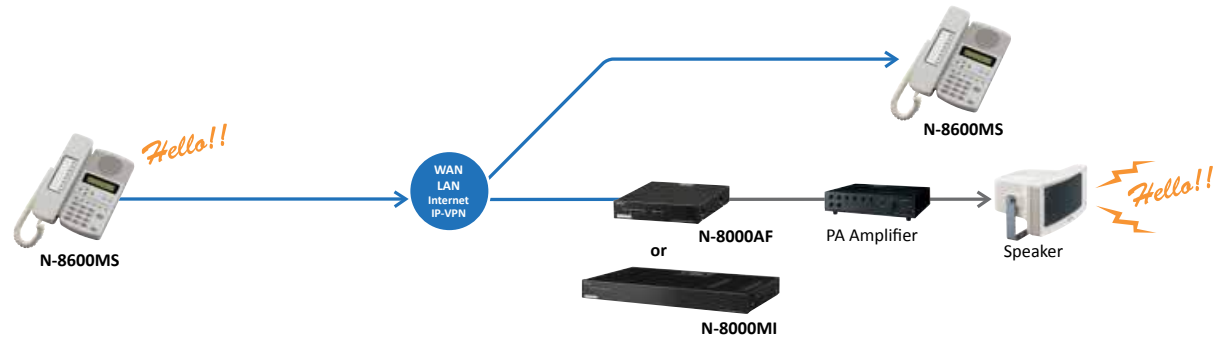 N-8600MS
Hello!!
N-8600MS
WAN
LAN
Internet
IP-VPN
N-8000AF
or
N-8000MI
PA Amplifier
Speaker
Hello!!